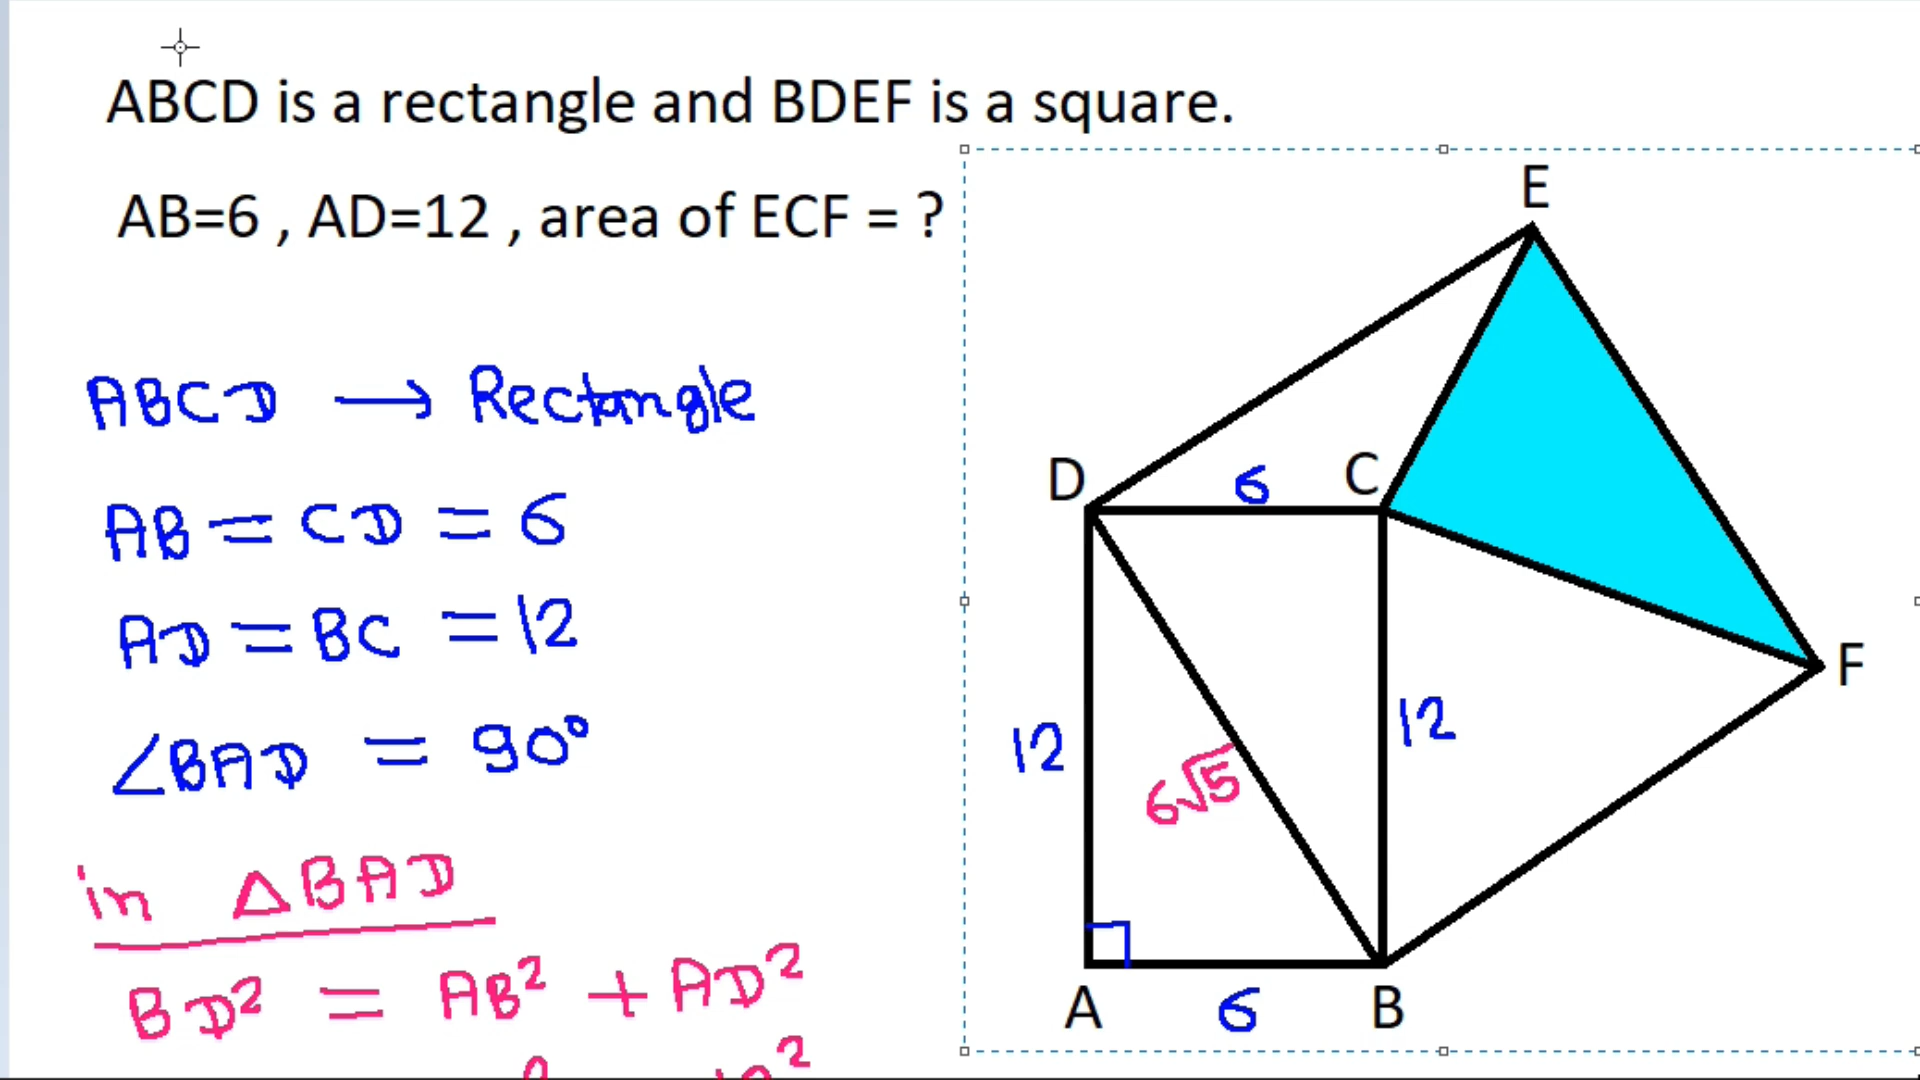 ABCD is a rectangle and BDEF is a square.
AB=6 , AD=12 , area of ECF = ?
ABCD → Rectangle
AB = CD = 6
AD = BC = 12
∠BAD = 90°
in ΔBAD
BD² = AB² + AD²
E
D
6
C
F
12
12
6√5
A
6
B